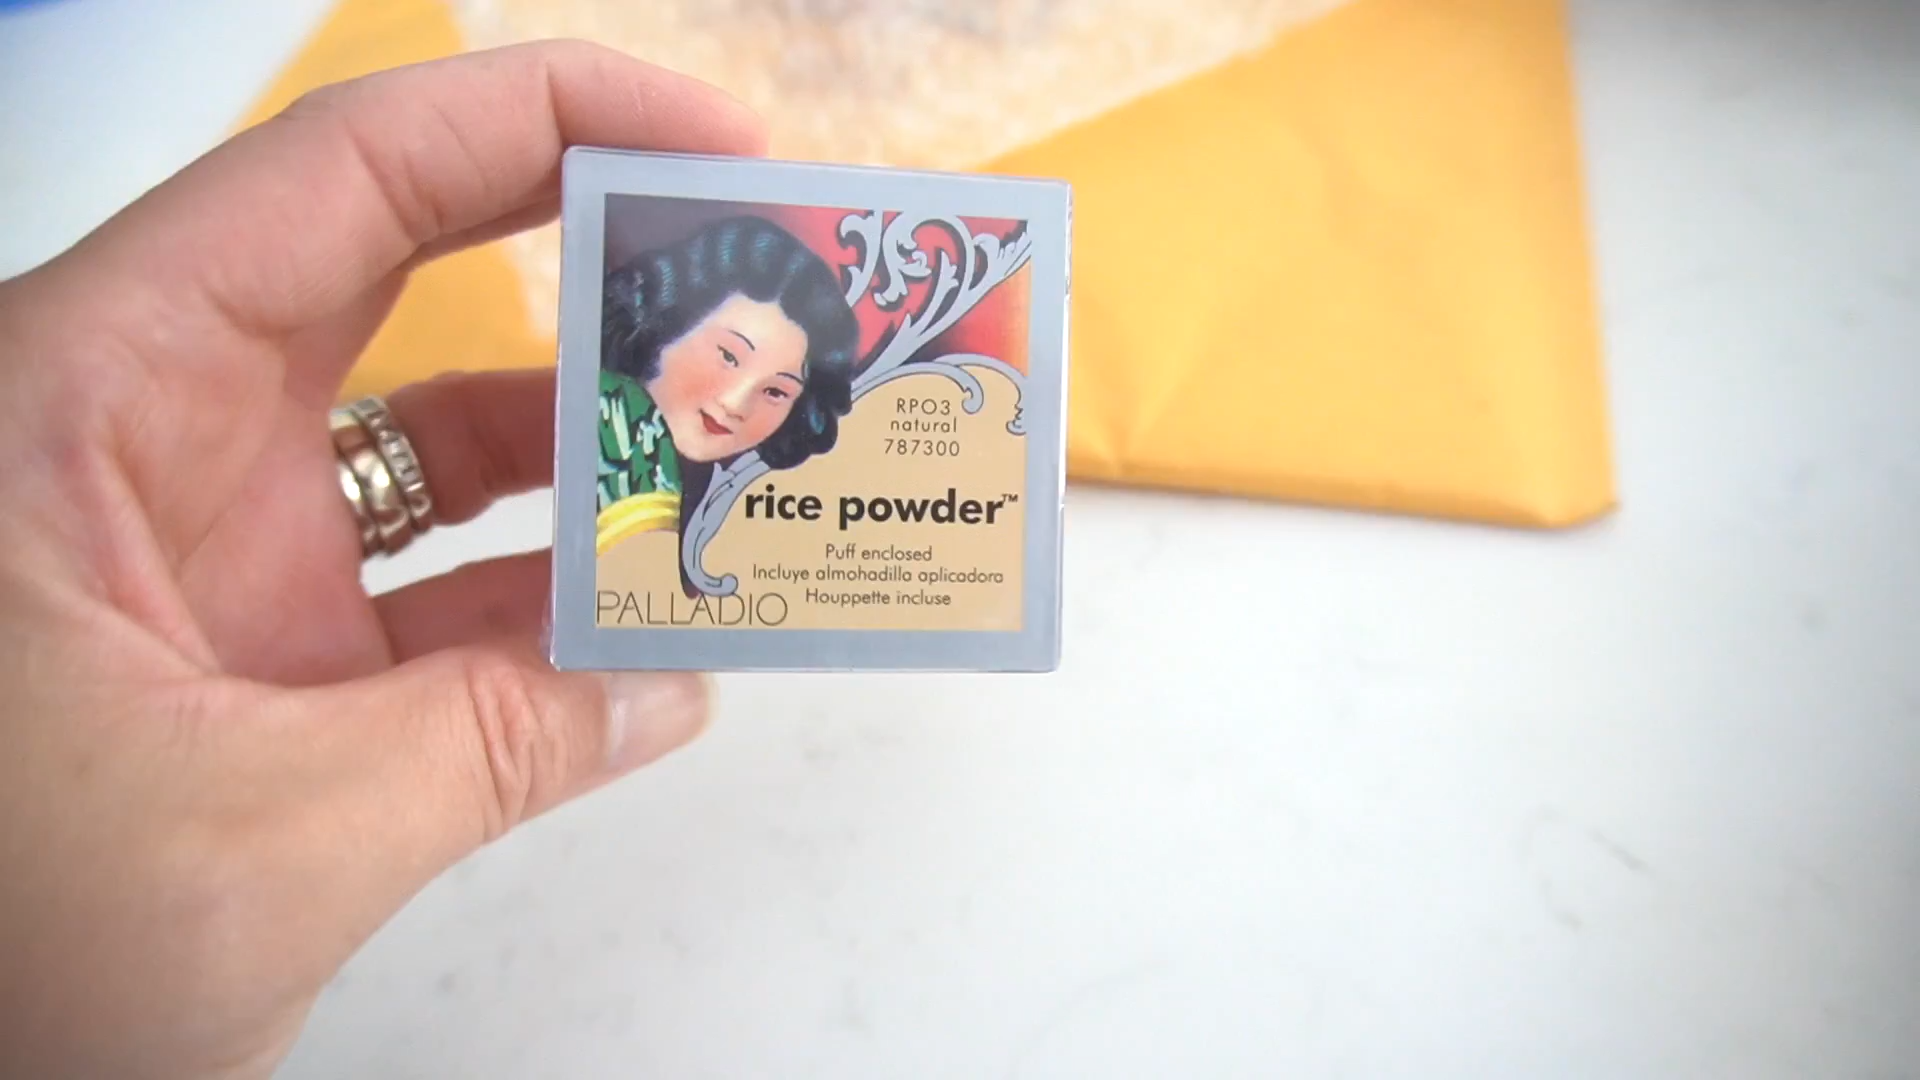 RPO3
natural
787300
rice powder™
Puff enclosed
Incluye almohadilla aplicadora
Houppette incluse
PALLADIO